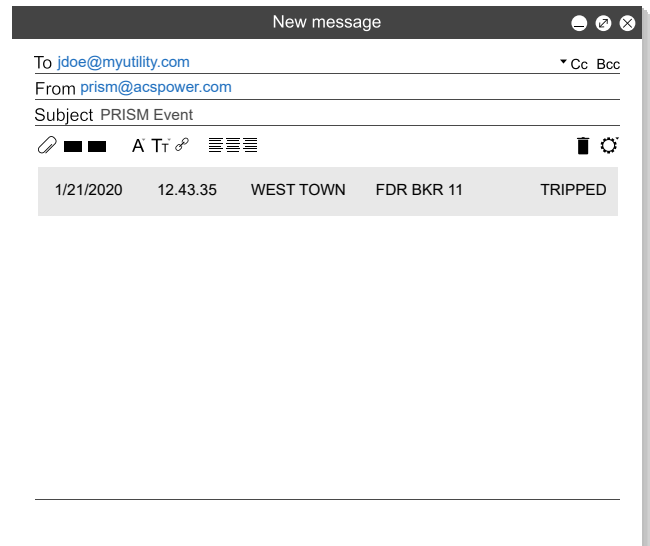 New message
To jdoe@myutility.com Cc Bcc
From prism@acspower.com
Subject PRISM Event
A TT
1/21/2020 12.43.35 WEST TOWN FDR BKR 11 TRIPPED